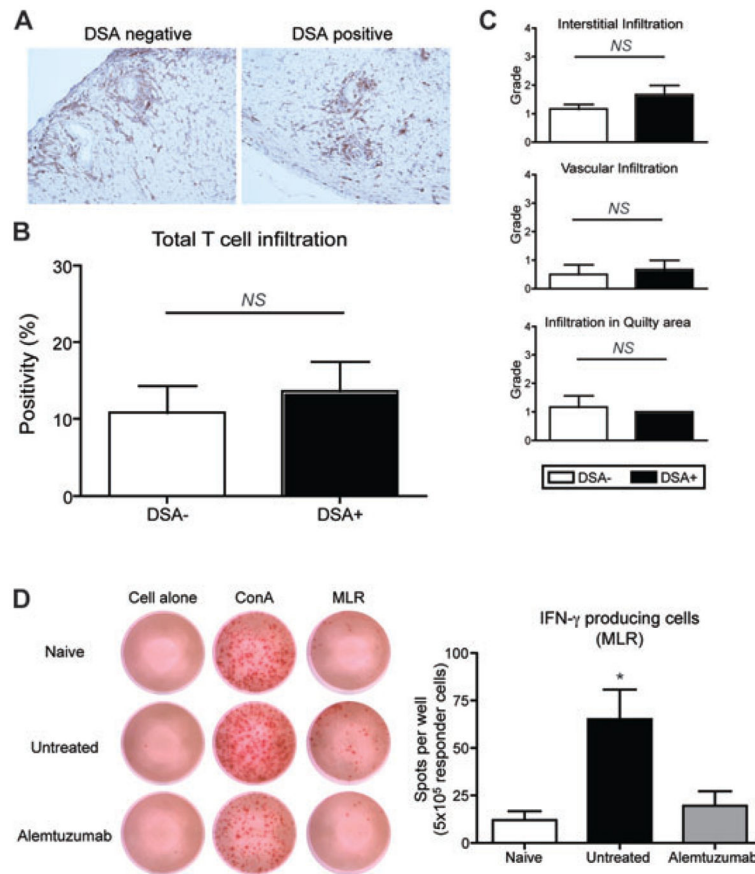 A
DSA negative
DSA positive
B
Total T cell infiltration
Positivity (%)
30
20
10
0
NS
DSA-
DSA+
C
Interstitial Infiltration
Grade
4
3
2
1
0
NS
Vascular Infiltration
Grade
4
3
2
1
0
NS
Infiltration in Quilty area
Grade
4
3
2
1
0
NS
DSA-
DSA+
D
Cell alone
ConA
MLR
Naive
Untreated
Alemtuzumab
IFN-γ producing cells
(MLR)
Spots per well
(5x10⁵ responder cells)
100
75
50
25
0
*
Naive
Untreated
Alemtuzumab